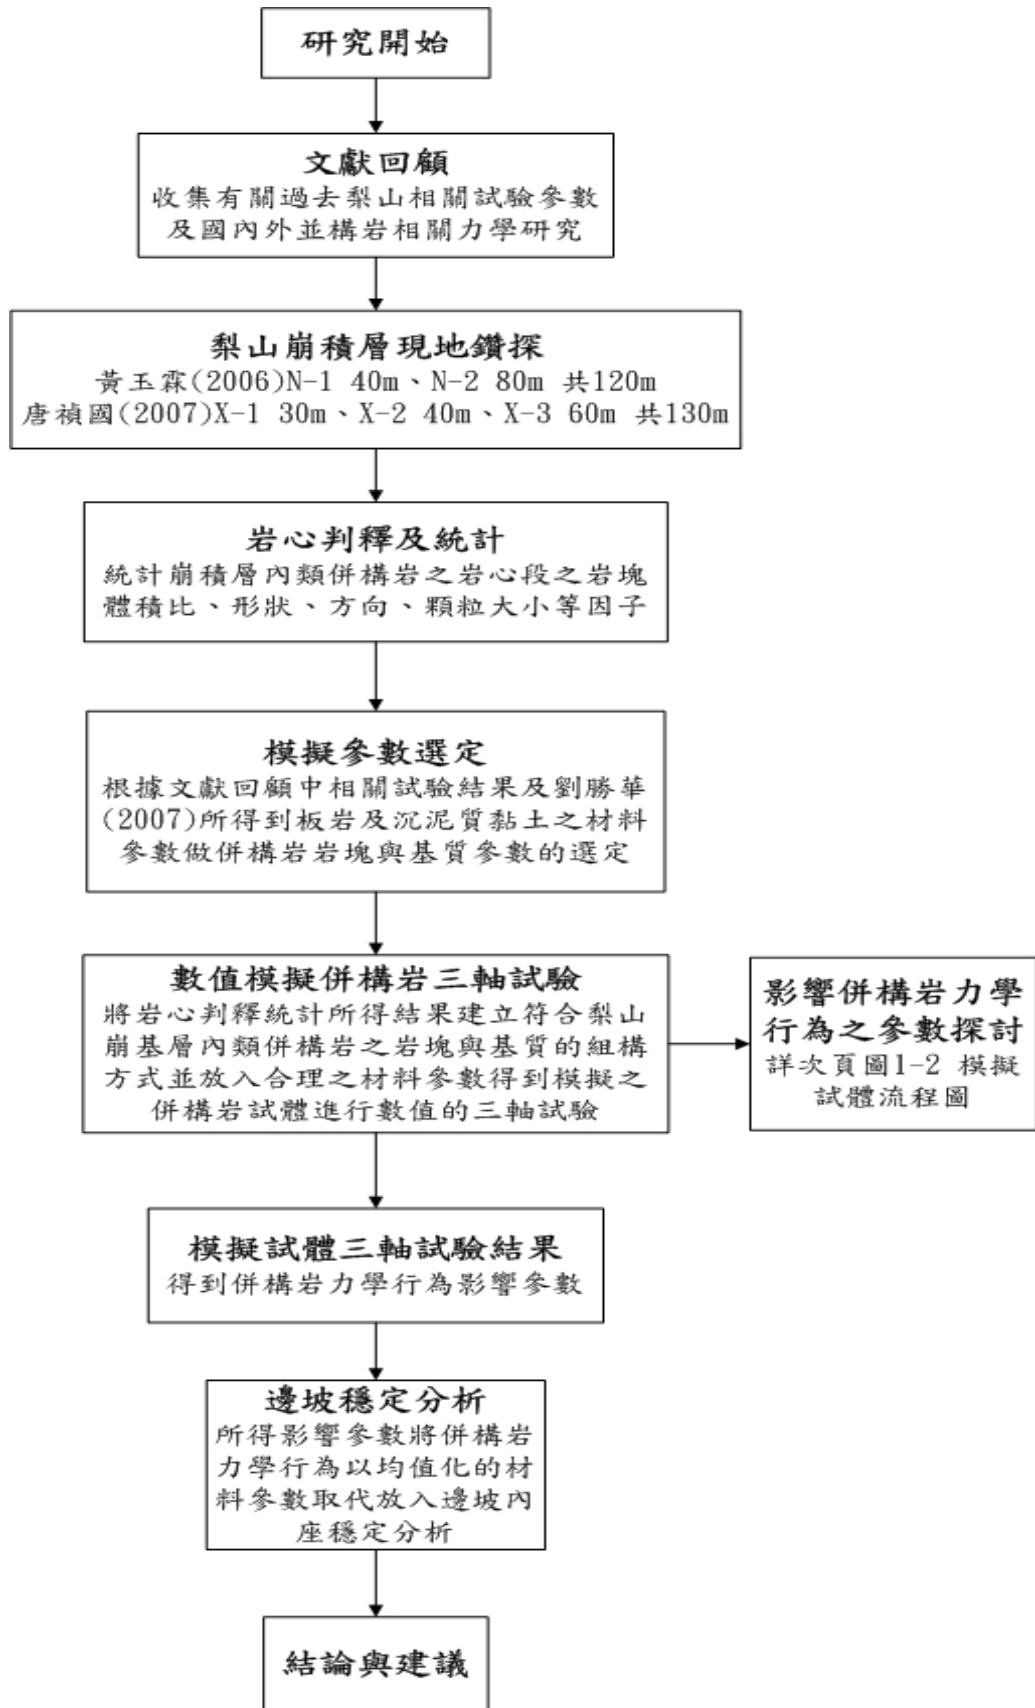 研究開始
文獻回顧
收集有關過去梨山相關試驗參數
及國內外並構岩相關力學研究
梨山崩積層現地鑽探
黃玉霖(2006)N-1 40m、N-2 80m 共120m
唐禎國(2007)X-1 30m、X-2 40m、X-3 60m 共130m
岩心判釋及統計
統計崩積層內類併構岩之岩心段之岩塊
體積比、形狀、方向、顆粒大小等因子
模擬參數選定
根據文獻回顧中相關試驗結果及劉勝華
(2007)所得到板岩及沉泥質黏土之材料
參數做併構岩岩塊與基質參數的選定
數值模擬併構岩三軸試驗
將岩心判釋統計所得結果建立符合梨山
崩基層內類併構岩之岩塊與基質的組構
方式並放入合理之材料參數得到模擬之
併構岩試體進行數值的三軸試驗
影響併構岩力學
行為之參數探討
詳次頁圖1-2 模擬
試體流程圖
模擬試體三軸試驗結果
得到併構岩力學行為影響參數
邊坡穩定分析
所得影響參數將併構岩
力學行為以均值化的材
料參數取代放入邊坡內
座穩定分析
結論與建議